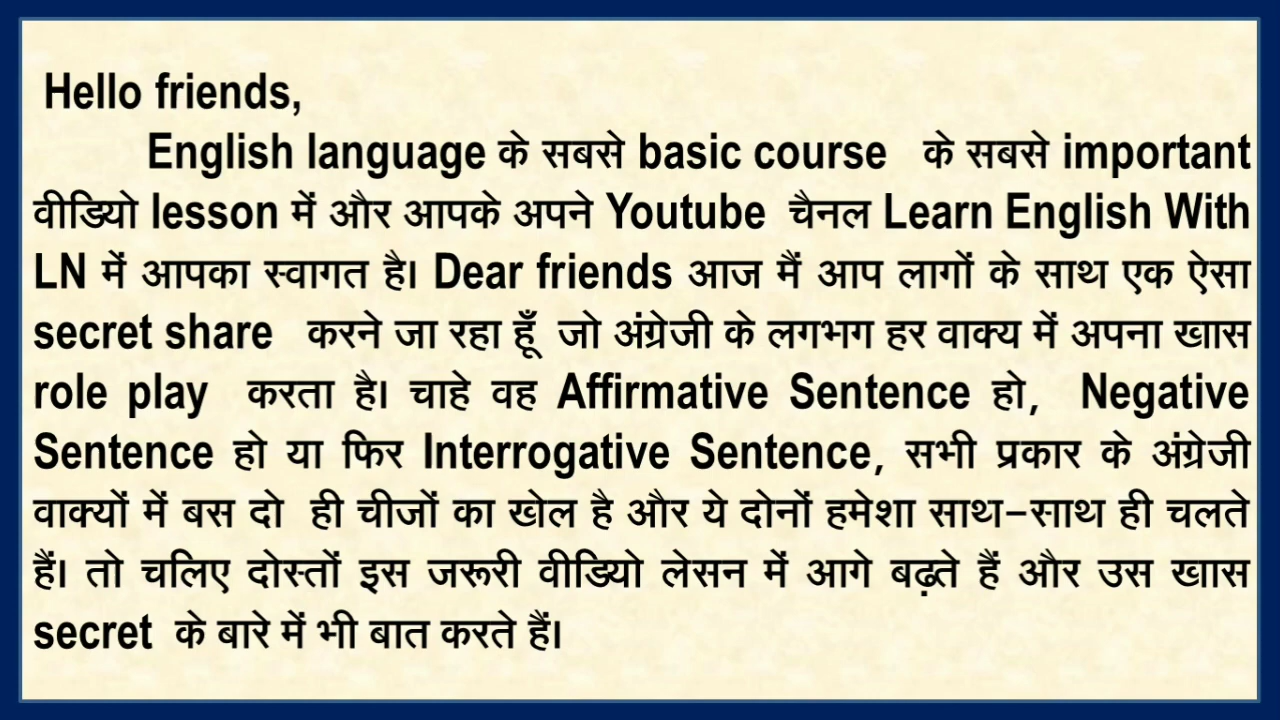 Hello friends,
English language के सबसे basic course के सबसे important
वीडियो lesson में और आपके अपने Youtube चैनल Learn English With
LN में आपका स्वागत है। Dear friends आज मैं आप लागों के साथ एक ऐसा
secret share करने जा रहा हूँ जो अंग्रेजी के लगभग हर वाक्य में अपना खास
role play करता है। चाहे वह Affirmative Sentence हो, Negative
Sentence हो या फिर Interrogative Sentence, सभी प्रकार के अंग्रेजी
वाक्यों में बस दो ही चीजों का खेल है और ये दोनों हमेशा साथ-साथ ही चलते
हैं। तो चलिए दोस्तों इस जरूरी वीडियो लेसन में आगे बढ़ते हैं और उस खास
secret के बारे में भी बात करते हैं।